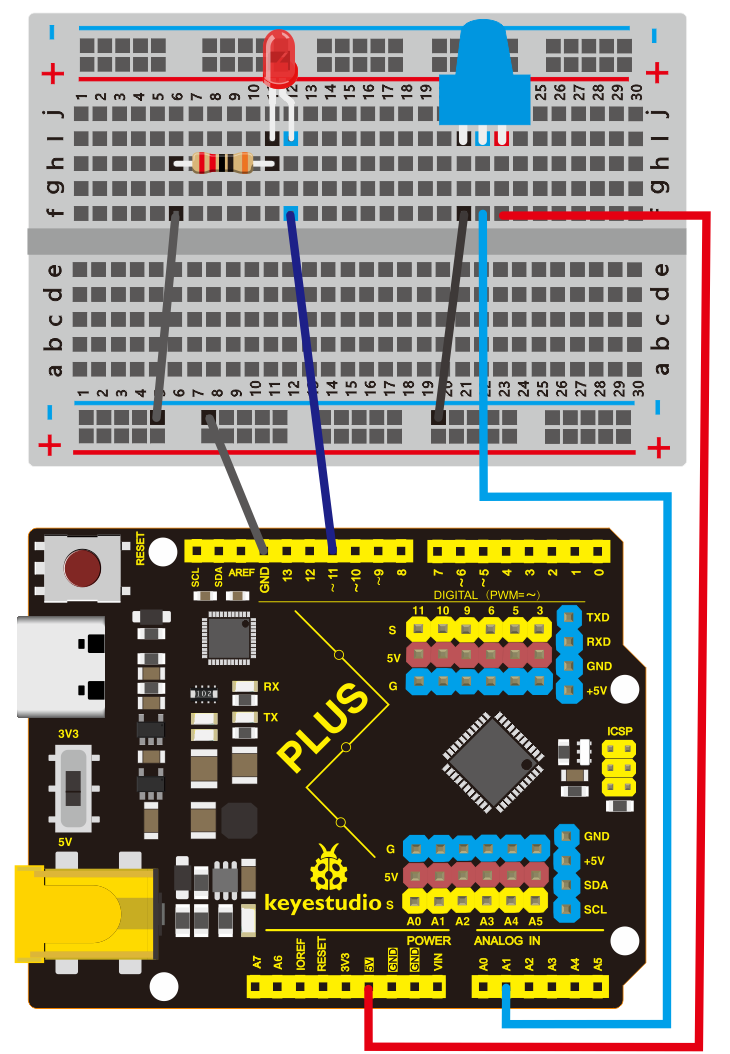 - -
+ +
1 2 3 4 5 6 7 8 9 10 11 12 13 14 15 16 17 18 19 20 25 26 27 28 29 30
j j
I I
h h
g g
f f
e e
d d
c c
b b
a a
1 2 3 4 5 6 7 8 9 10 11 12 13 14 15 16 17 18 19 20 21 22 23 24 25 26 27 28 29 30
- -
+ +
RESET
SCL SDA AREF GND 13 12 ~11 ~10 ~9 8 7 ~6 ~5 4 3 2 1 0
DIGITAL (PWM=~)
11 10 9 6 5 3
S
5V
G
TXD
RXD
GND
+5V
RX
TX
102
PLUS
ICSP
3V3
5V
G
5V
S
GND
+5V
SDA
SCL
A0 A1 A2 A3 A4 A5
keyestudio
POWER ANALOG IN
A7 A6 IOREF RESET 3V3 5V GND GND VIN A0 A1 A2 A3 A4 A5